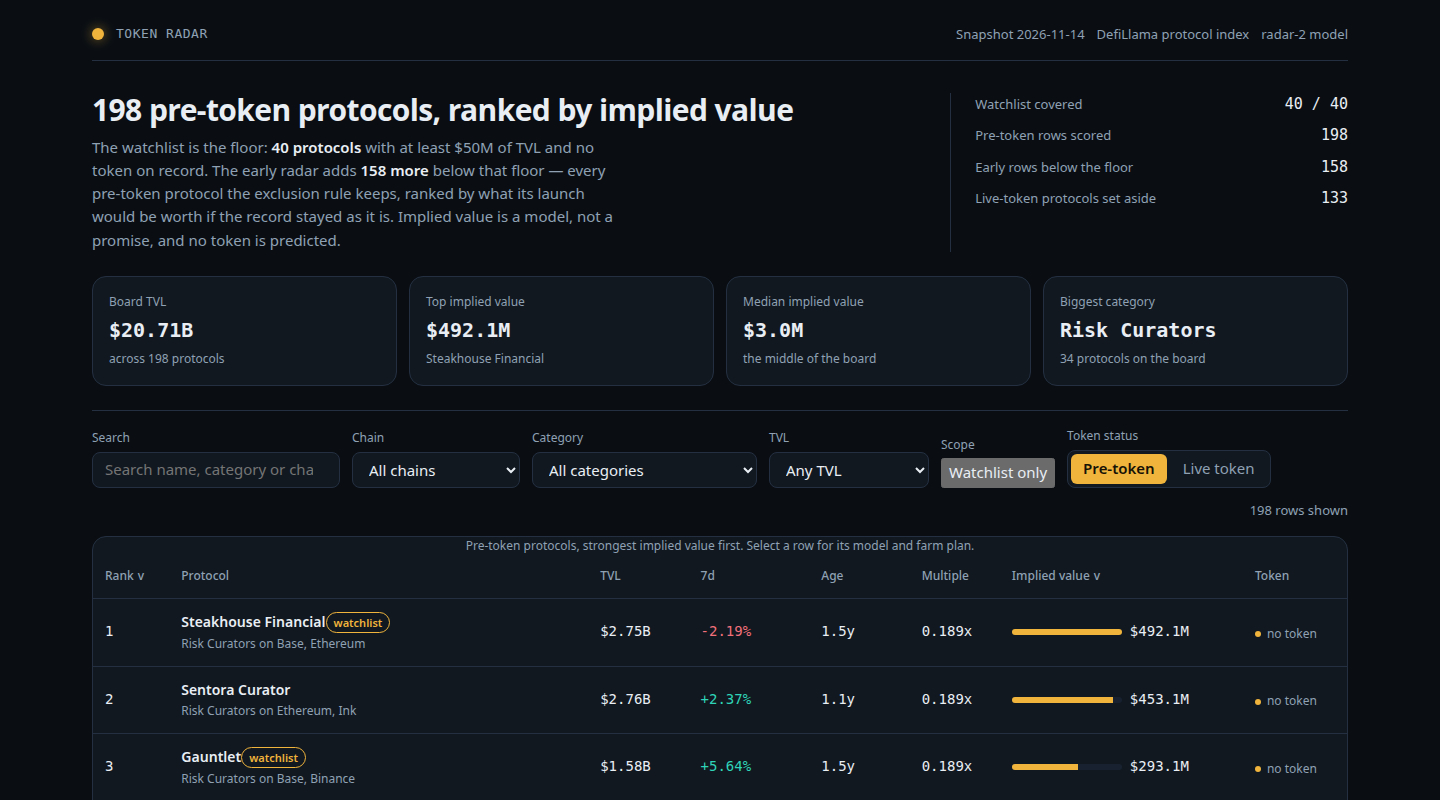 TOKEN RADAR
Snapshot 2026-11-14 DefiLlama protocol index radar-2 model
198 pre-token protocols, ranked by implied value
The watchlist is the floor: 40 protocols with at least $50M of TVL and no
token on record. The early radar adds 158 more below that floor — every
pre-token protocol the exclusion rule keeps, ranked by what its launch
would be worth if the record stayed as it is. Implied value is a model, not a
promise, and no token is predicted.
Watchlist covered 40 / 40
Pre-token rows scored 198
Early rows below the floor 158
Live-token protocols set aside 133
Board TVL
$20.71B
across 198 protocols
Top implied value
$492.1M
Steakhouse Financial
Median implied value
$3.0M
the middle of the board
Biggest category
Risk Curators
34 protocols on the board
Search Chain Category TVL Scope Token status
Search name, category or cha All chains All categories Any TVL Watchlist only Pre-token Live token
198 rows shown
Pre-token protocols, strongest implied value first. Select a row for its model and farm plan.
Rank v Protocol TVL 7d Age Multiple Implied value v Token
1 Steakhouse Financial watchlist $2.75B -2.19% 1.5y 0.189x $492.1M no token
Risk Curators on Base, Ethereum
2 Sentora Curator $2.76B +2.37% 1.1y 0.189x $453.1M no token
Risk Curators on Ethereum, Ink
3 Gauntlet watchlist $1.58B +5.64% 1.5y 0.189x $293.1M no token
Risk Curators on Base, Binance